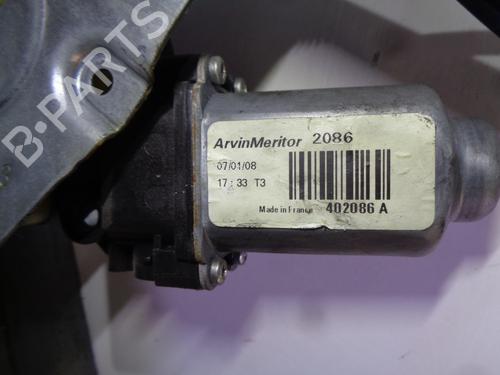 B-PARTS
ArvinMeritor 2086
07/01/08
17:33 T3
Made in France 402086 A